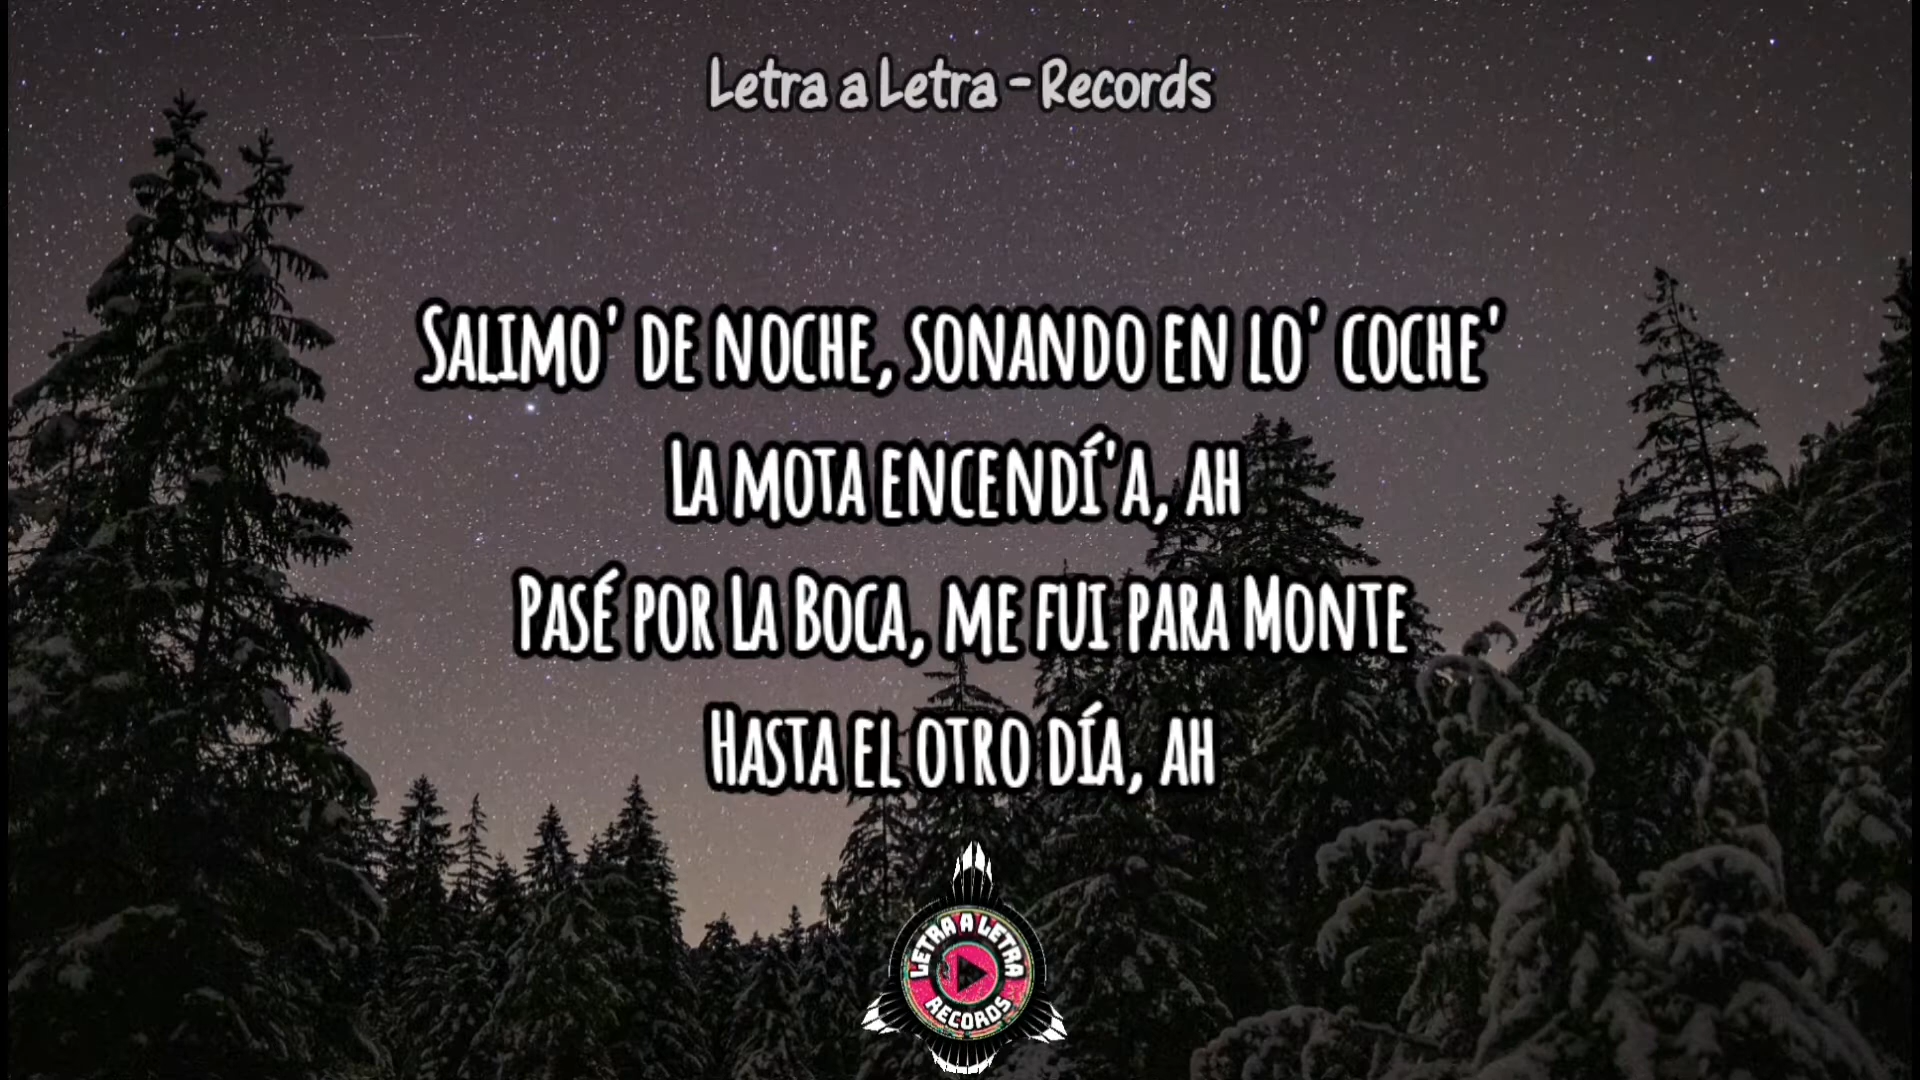 Letra a Letra - Records
Salimo' de noche, sonando en lo' coche'
La mota encendí'a, ah
Pasé por La Boca, me fui para Monte
Hasta el otro día, ah
LETRA A LETRA
RECORDS